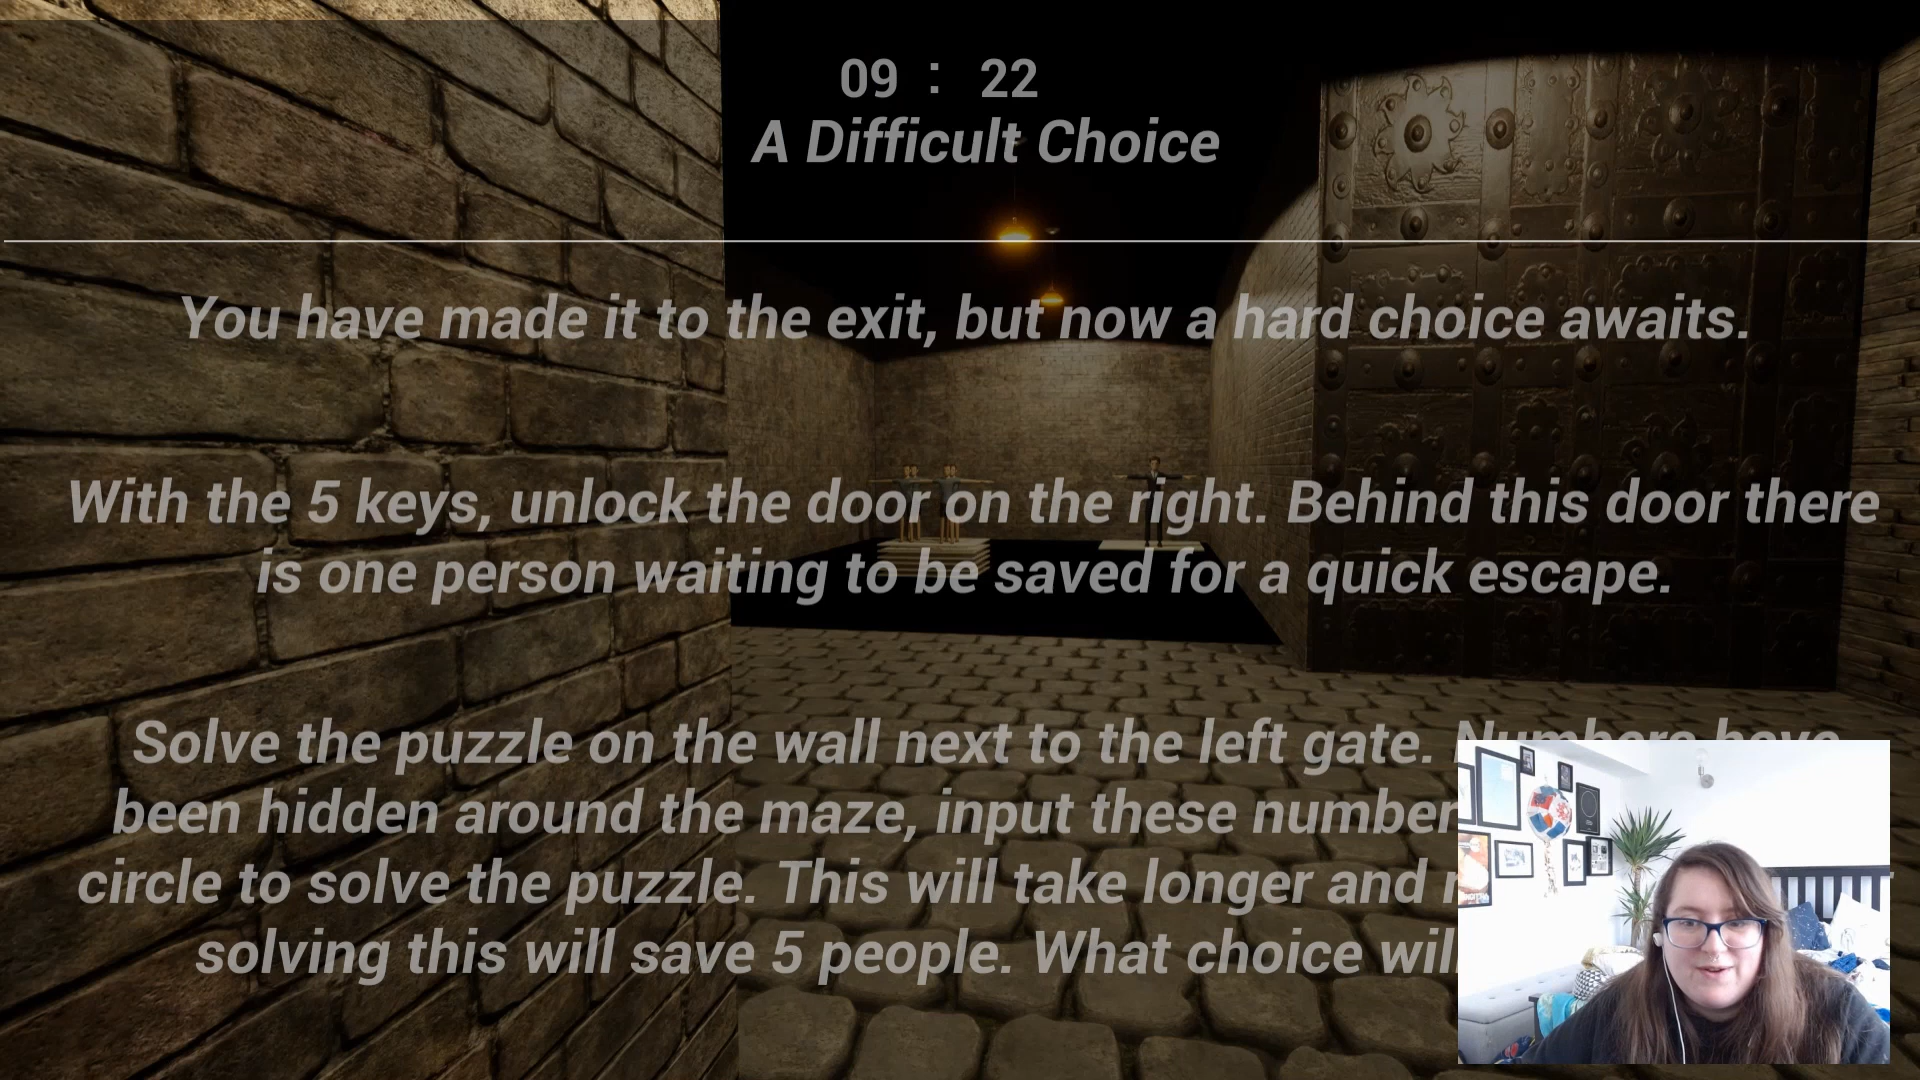 09 : 22
A Difficult Choice
You have made it to the exit, but now a hard choice awaits.
With the 5 keys, unlock the door on the right. Behind this door there
is one person waiting to be saved for a quick escape.
Solve the puzzle on the wall next to the left gate. Numbers have
been hidden around the maze, input these number
circle to solve the puzzle. This will take longer and
solving this will save 5 people. What choice will